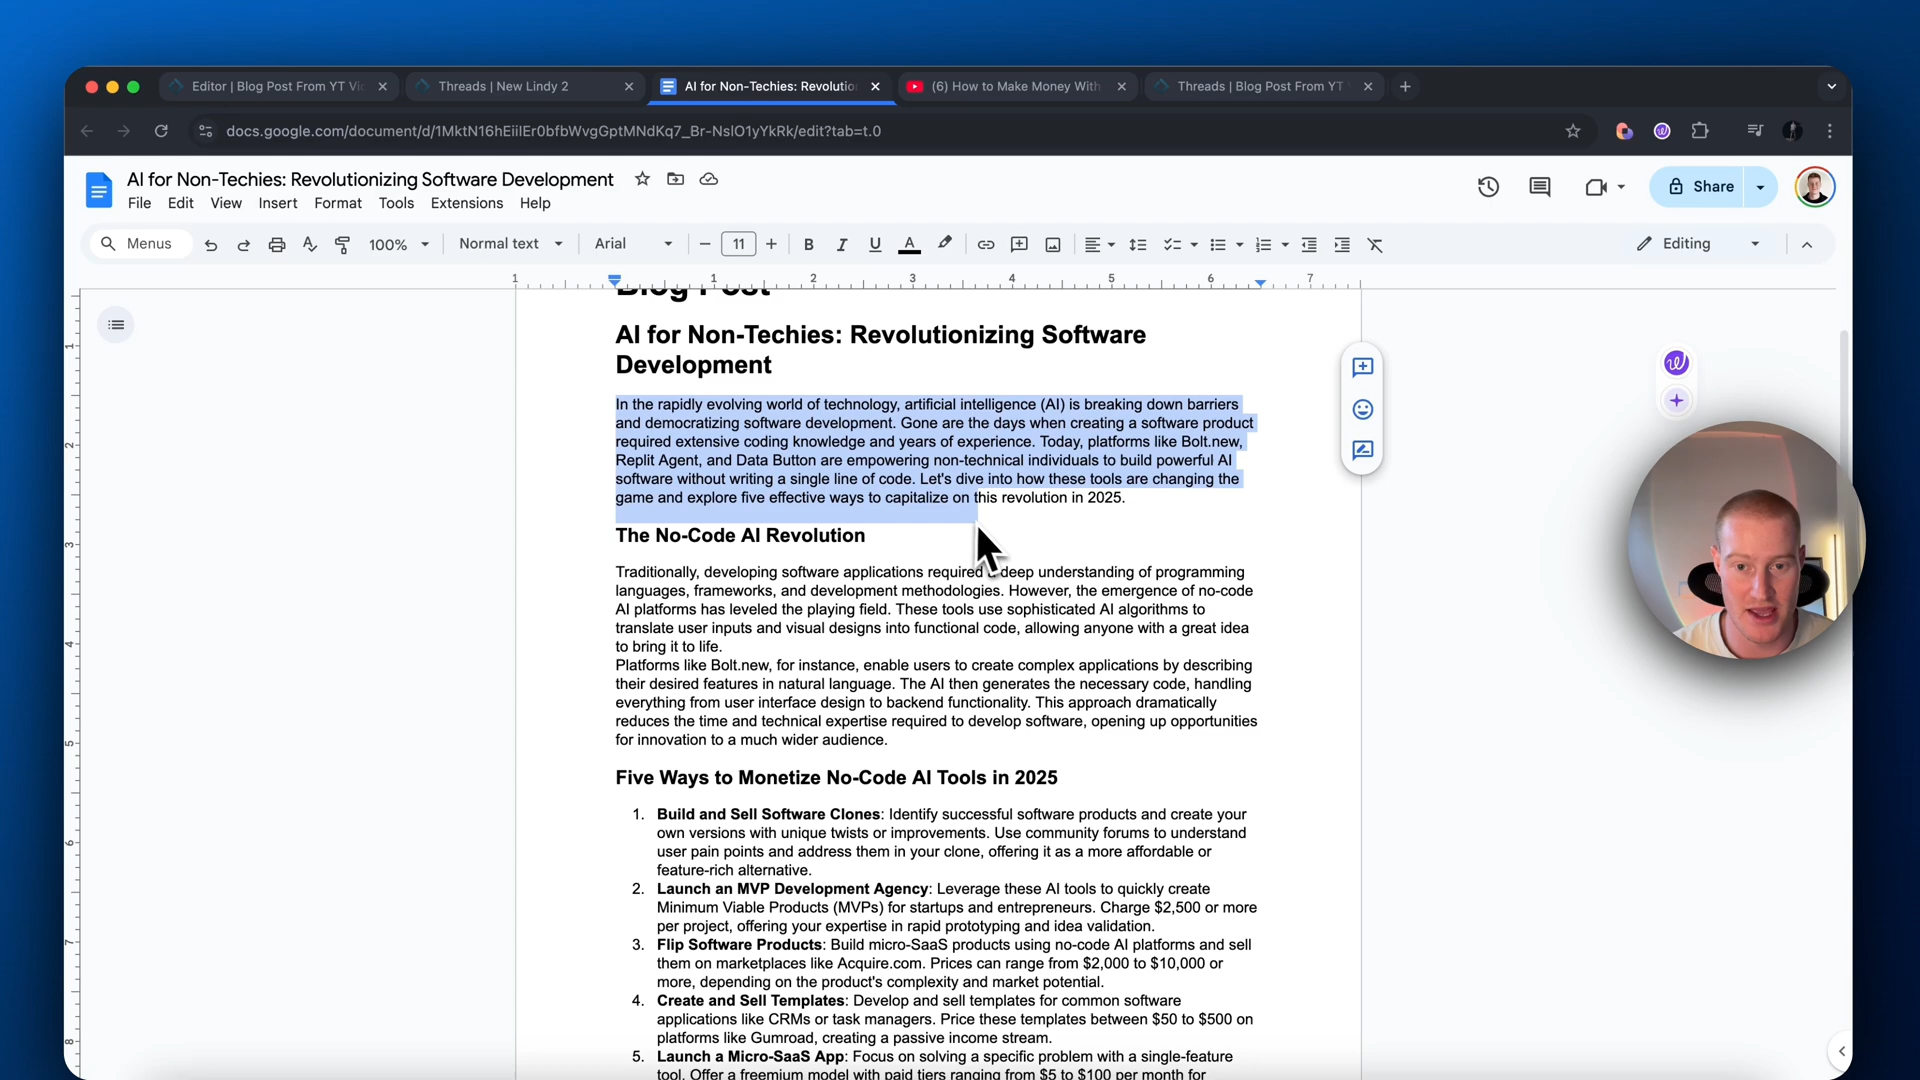 Editor | Blog Post From YT Vi
Threads | New Lindy 2
AI for Non-Techies: Revolutio
(6) How to Make Money With
Threads | Blog Post From YT
docs.google.com/document/d/1MktN16hEiilEr0bfbWvgGptMNdKq7_Br-NslO1yYkRk/edit?tab=t.0
AI for Non-Techies: Revolutionizing Software Development
File Edit View Insert Format Tools Extensions Help
Share
Menus
100%
Normal text
Arial
11
Editing
1 1 2 3 4 5 6 7
1
2
3
4
5
6
7
8
Blog Post
AI for Non-Techies: Revolutionizing Software
Development
In the rapidly evolving world of technology, artificial intelligence (AI) is breaking down barriers
and democratizing software development. Gone are the days when creating a software product
required extensive coding knowledge and years of experience. Today, platforms like Bolt.new,
Replit Agent, and Data Button are empowering non-technical individuals to build powerful AI
software without writing a single line of code. Let's dive into how these tools are changing the
game and explore five effective ways to capitalize on this revolution in 2025.
The No-Code AI Revolution
Traditionally, developing software applications required deep understanding of programming
languages, frameworks, and development methodologies. However, the emergence of no-code
AI platforms has leveled the playing field. These tools use sophisticated AI algorithms to
translate user inputs and visual designs into functional code, allowing anyone with a great idea
to bring it to life.
Platforms like Bolt.new, for instance, enable users to create complex applications by describing
their desired features in natural language. The AI then generates the necessary code, handling
everything from user interface design to backend functionality. This approach dramatically
reduces the time and technical expertise required to develop software, opening up opportunities
for innovation to a much wider audience.
Five Ways to Monetize No-Code AI Tools in 2025
1. Build and Sell Software Clones: Identify successful software products and create your
own versions with unique twists or improvements. Use community forums to understand
user pain points and address them in your clone, offering it as a more affordable or
feature-rich alternative.
2. Launch an MVP Development Agency: Leverage these AI tools to quickly create
Minimum Viable Products (MVPs) for startups and entrepreneurs. Charge $2,500 or more
per project, offering your expertise in rapid prototyping and idea validation.
3. Flip Software Products: Build micro-SaaS products using no-code AI platforms and sell
them on marketplaces like Acquire.com. Prices can range from $2,000 to $10,000 or
more, depending on the product's complexity and market potential.
4. Create and Sell Templates: Develop and sell templates for common software
applications like CRMs or task managers. Price these templates between $50 to $500 on
platforms like Gumroad, creating a passive income stream.
5. Launch a Micro-SaaS App: Focus on solving a specific problem with a single-feature
tool. Offer a freemium model with paid tiers ranging from $5 to $100 per month for